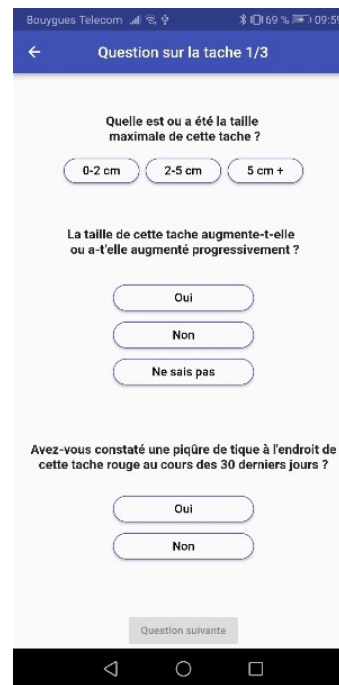 Bouygues Telecom 69 % 09:59
Question sur la tache 1/3
Quelle est ou a été la taille
maximale de cette tache ?
0-2 cm 2-5 cm 5 cm +
La taille de cette tache augmente-t-elle
ou a-t'elle augmenté progressivement ?
Oui
Non
Ne sais pas
Avez-vous constaté une piqûre de tique à l'endroit de
cette tache rouge au cours des 30 derniers jours ?
Oui
Non
Question suivante